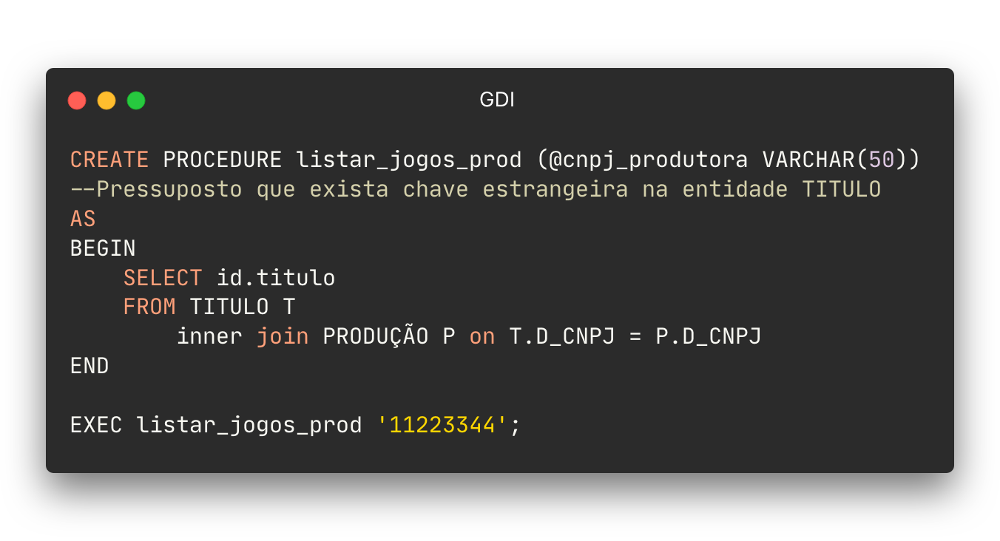 GDI
CREATE PROCEDURE listar_jogos_prod (@cnpj_produtora VARCHAR(50))
--Pressuposto que exista chave estrangeira na entidade TITULO
AS
BEGIN
    SELECT id.titulo
    FROM TITULO T
        inner join PRODUÇÃO P on T.D_CNPJ = P.D_CNPJ
END
EXEC listar_jogos_prod '11223344';